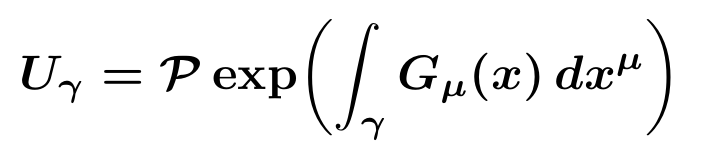 U_γ = 𝒫 exp(∫_γ G_μ(x) dx^μ)